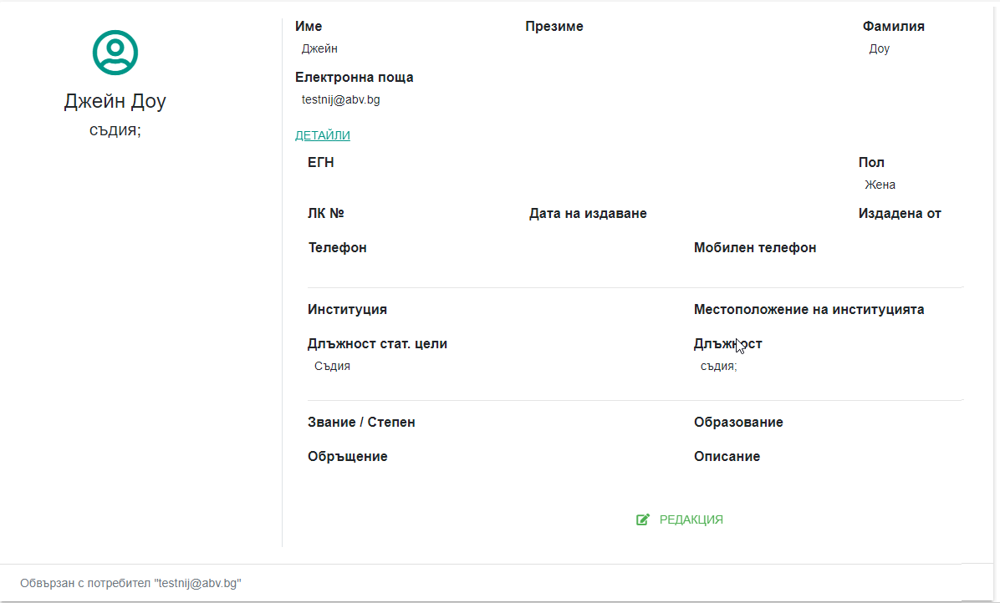 Джейн Доу
съдия;
Име Презиме Фамилия
Джейн Доу
Електронна поща
testnij@abv.bg
ДЕТАЙЛИ
ЕГН Пол
Жена
ЛК № Дата на издаване Издадена от
Телефон Мобилен телефон
Институция Местоположение на институцията
Длъжност стат. цели Длъжност
Съдия съдия;
Звание / Степен Образование
Обръщение Описание
РЕДАКЦИЯ
Обвързан с потребител "testnij@abv.bg"